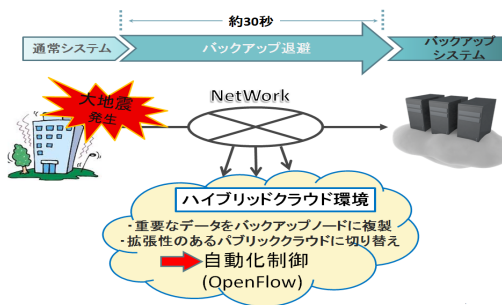 約30秒
通常システム
バックアップ退避
バックアップ
システム
大地震
発生
NetWork
ハイブリッドクラウド環境
・重要なデータをバックアップノードに複製
・拡張性のあるパブリッククラウドに切り替え
自動化制御
(OpenFlow)